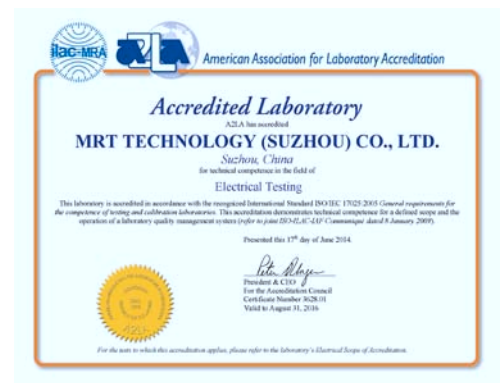 ilac-MRA
A2LA
American Association for Laboratory Accreditation
Accredited Laboratory
A2LA has accredited
MRT TECHNOLOGY (SUZHOU) CO., LTD.
Suzhou, China
for technical competence in the field of
Electrical Testing
This laboratory is accredited in accordance with the recognized International Standard ISO/IEC 17025:2005 General requirements for
the competence of testing and calibration laboratories. This accreditation demonstrates technical competence for a defined scope and the
operation of a laboratory quality management system (refer to joint ISO-ILAC-IAF Communiqué dated 8 January 2009).
Presented this 17th day of June 2014.
President & CEO
For the Accreditation Council
Certificate Number 3628.01
Valid to August 31, 2016
A2LA
For the tests to which this accreditation applies, please refer to the laboratory's Electrical Scope of Accreditation.